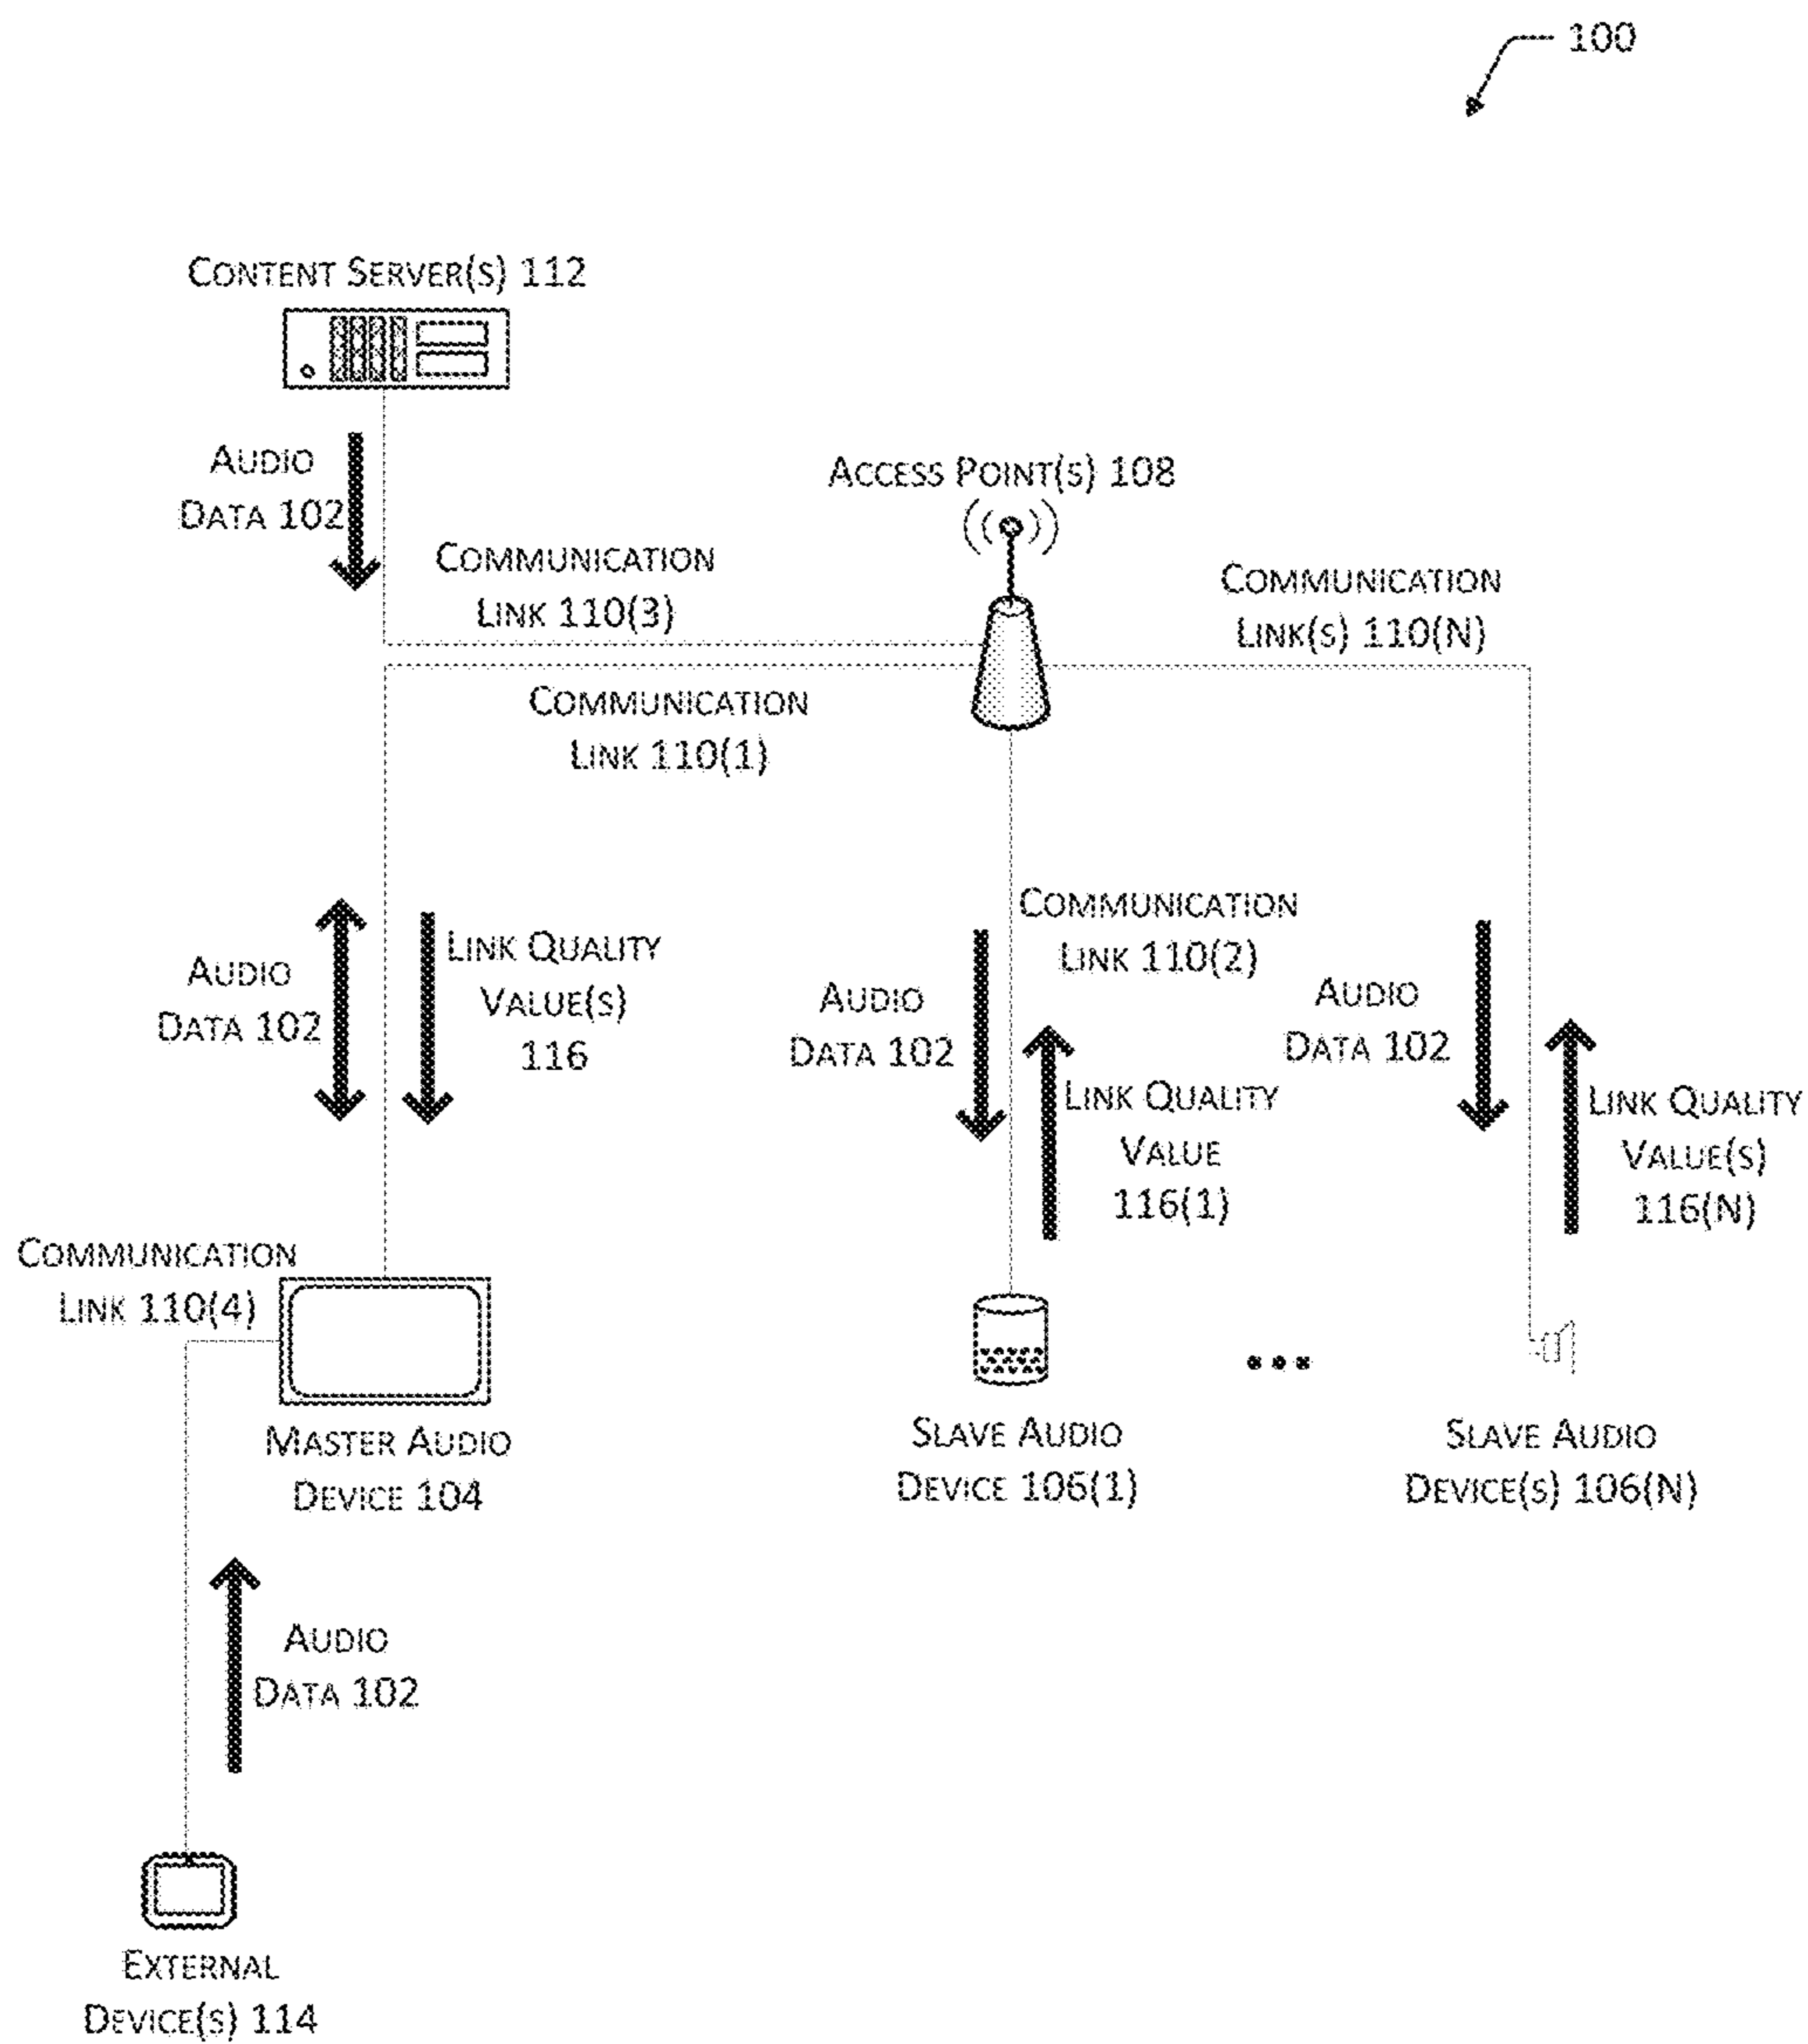 100
CONTENT SERVER(S) 112
AUDIO
DATA 102
ACCESS POINT(S) 108
COMMUNICATION
LINK 110(3)
COMMUNICATION
LINK(S) 110(N)
COMMUNICATION
LINK 110(1)
AUDIO
DATA 102
LINK QUALITY
VALUE(S)
116
COMMUNICATION
LINK 110(2)
AUDIO
DATA 102
LINK QUALITY
VALUE
116(1)
AUDIO
DATA 102
LINK QUALITY
VALUE(S)
116(N)
COMMUNICATION
LINK 110(4)
MASTER AUDIO
DEVICE 104
SLAVE AUDIO
DEVICE 106(1)
SLAVE AUDIO
DEVICE(S) 106(N)
AUDIO
DATA 102
EXTERNAL
DEVICE(S) 114